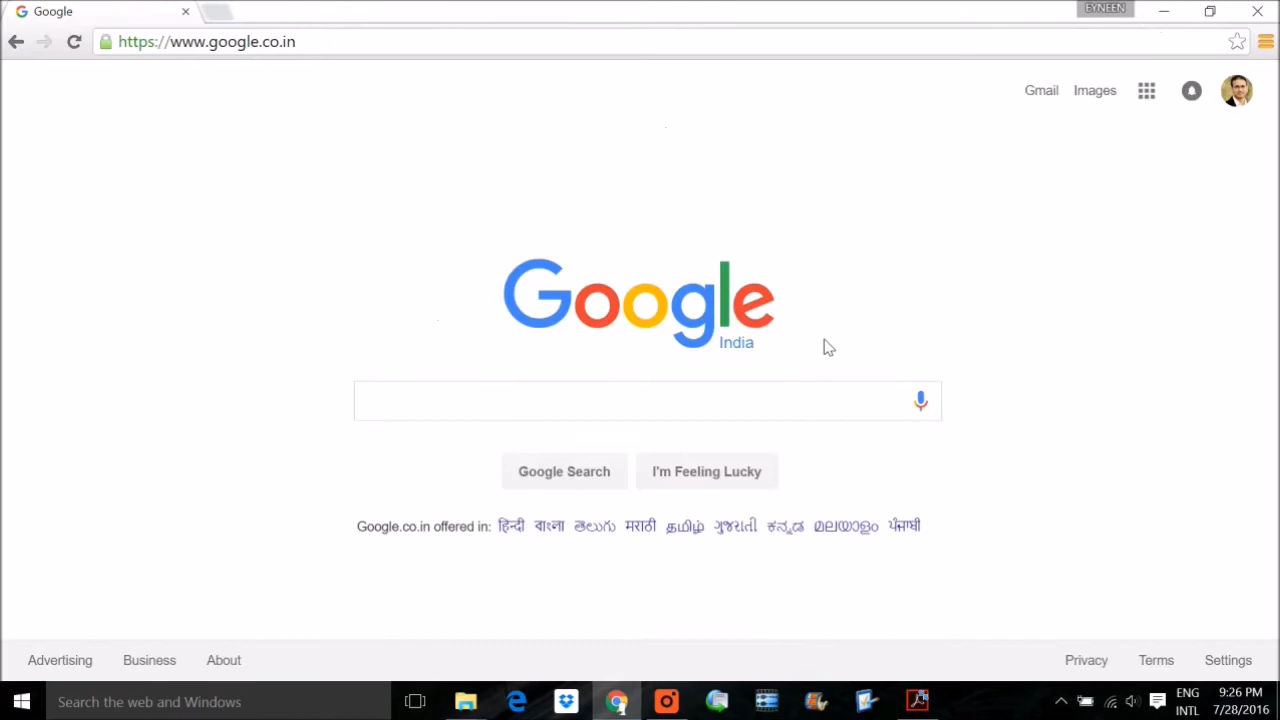 Google
EYNEEN
https://www.google.co.in
Gmail Images
Google
India
Google Search I'm Feeling Lucky
Google.co.in offered in: हिन्दी বাংলা తెలుగు मराठी தமிழ் ગુજરાતી ಕನ್ನಡ മലയാളം ਪੰਜਾਬੀ
Advertising Business About Privacy Terms Settings
Search the web and Windows
ENG 9:26 PM
INTL 7/28/2016